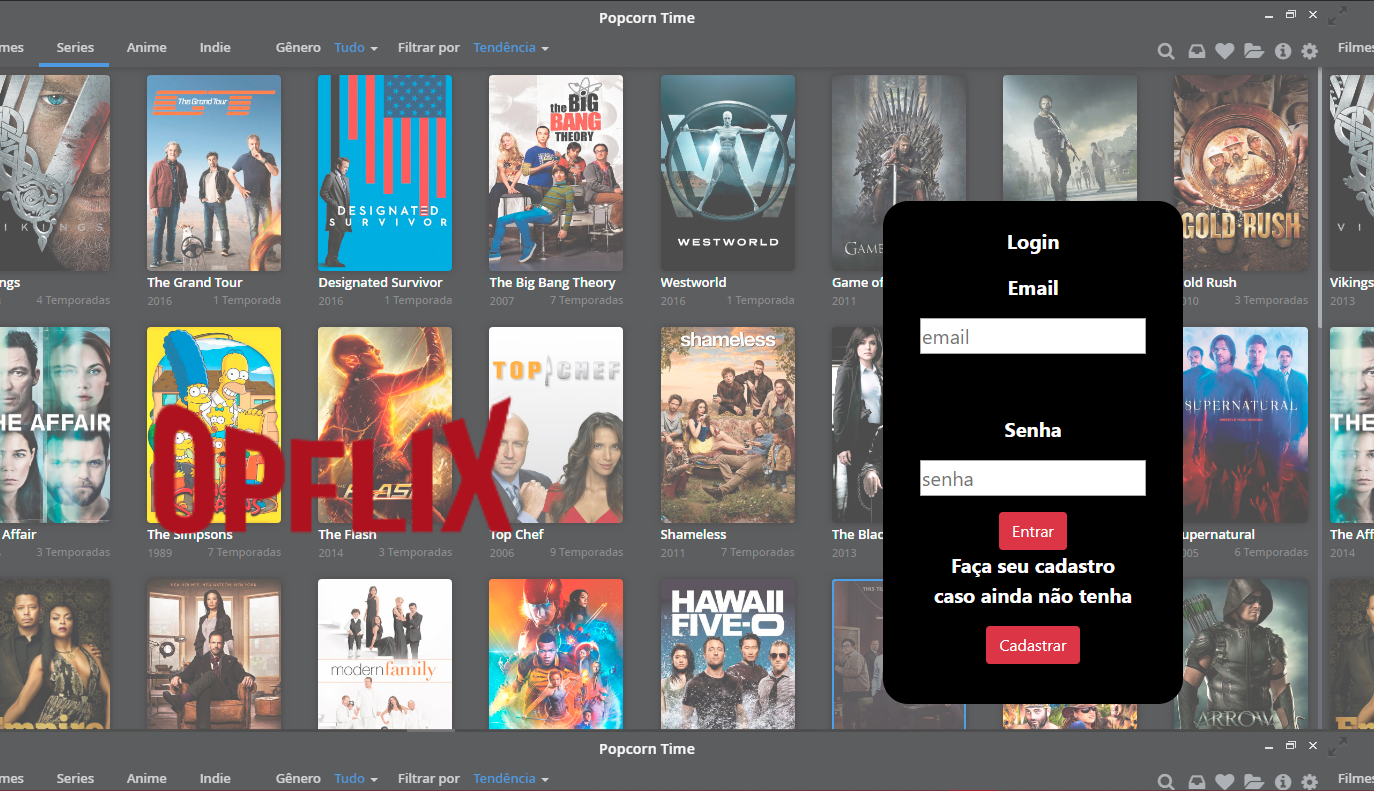 Popcorn Time
mes Series Anime Indie Gênero Tudo Filtrar por Tendência Filmes
VIKINGS
The Grand Tour
DESIGNATED
SURVIVOR
the BIG
BANG
THEORY
WESTWORLD
GAME
GOLD RUSH
VI
ngs The Grand Tour Designated Survivor The Big Bang Theory Westworld Game of old Rush Vikings
4 Temporadas 2016 1 Temporada 2016 1 Temporada 2007 7 Temporadas 2016 1 Temporada 2011 010 3 Temporadas 2013
Login
Email
email
Senha
senha
Entrar
Faça seu cadastro
caso ainda não tenha
Cadastrar
HE AFFAIR
TOP CHEF
shameless
SUPERNATURAL
THE
OPFLIX
FLASH
Affair The Simpsons The Flash Top Chef Shameless The Blac upernatural The Aff
3 Temporadas 1989 7 Temporadas 2014 3 Temporadas 2006 9 Temporadas 2011 7 Temporadas 2013 005 6 Temporadas 2014
Empire
modern family
HAWAII
FIVE-O
THIS
ARROW
Em
Popcorn Time
mes Series Anime Indie Gênero Tudo Filtrar por Tendência Filmes